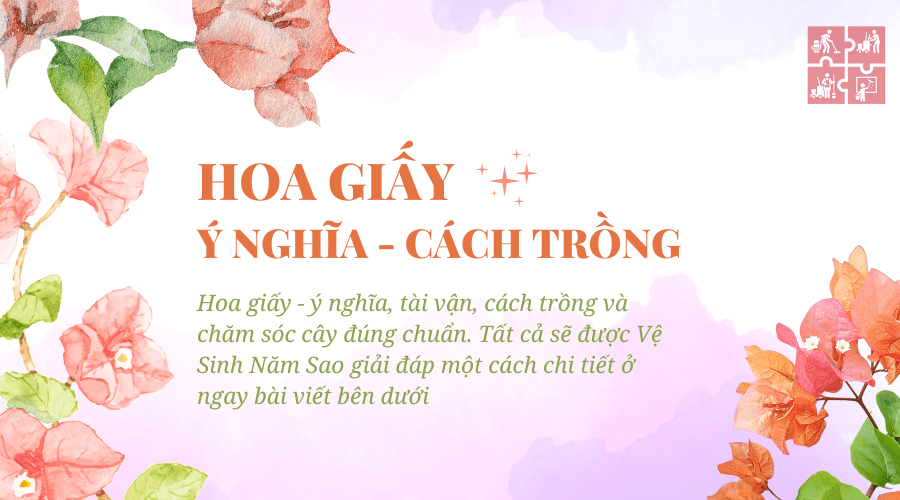 HOA GIẤY
Ý NGHĨA - CÁCH TRỒNG
Hoa giấy - ý nghĩa, tài vận, cách trồng và
chăm sóc cây đúng chuẩn. Tất cả sẽ được Vệ
Sinh Năm Sao giải đáp một cách chi tiết ở
ngay bài viết bên dưới